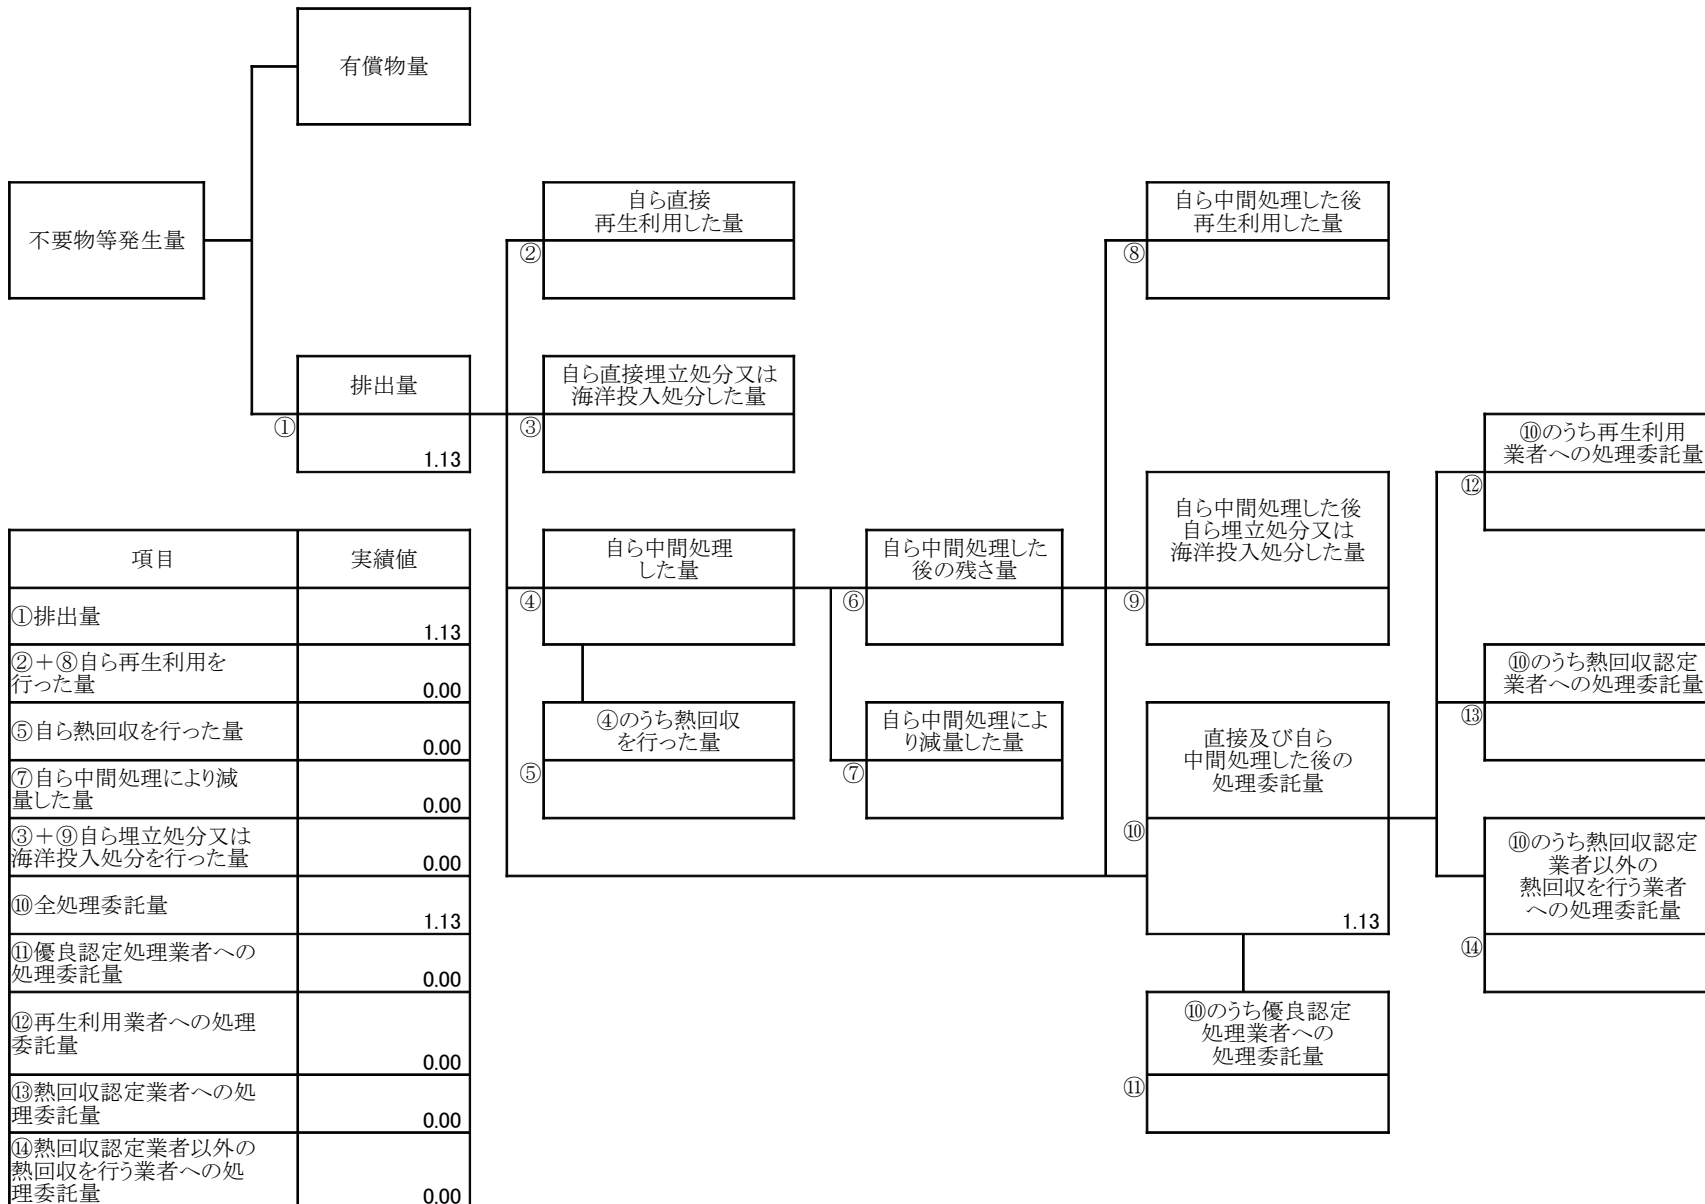 有償物量
不要物等発生量
自ら直接
再生利用した量
②
自ら中間処理した後
再生利用した量
⑧
排出量
①
1.13
自ら直接埋立処分又は
海洋投入処分した量
③
⑩のうち再生利用
業者への処理委託量
⑫
自ら中間処理
した量
④
自ら中間処理した
後の残さ量
⑥
自ら中間処理した後
自ら埋立処分又は
海洋投入処分した量
⑨
⑩のうち熱回収認定
業者への処理委託量
⑬
④のうち熱回収
を行った量
⑤
自ら中間処理によ
り減量した量
⑦
直接及び自ら
中間処理した後の
処理委託量
⑩
1.13
⑩のうち熱回収認定
業者以外の
熱回収を行う業者
への処理委託量
⑭
⑩のうち優良認定
処理業者への
処理委託量
⑪
項目
実績値
①排出量
1.13
②＋⑧自ら再生利用を
行った量
0.00
⑤自ら熱回収を行った量
0.00
⑦自ら中間処理により減
量した量
0.00
③＋⑨自ら埋立処分又は
海洋投入処分を行った量
0.00
⑩全処理委託量
1.13
⑪優良認定処理業者への
処理委託量
0.00
⑫再生利用業者への処理
委託量
0.00
⑬熱回収認定業者への処
理委託量
0.00
⑭熱回収認定業者以外の
熱回収を行う業者への処
理委託量
0.00